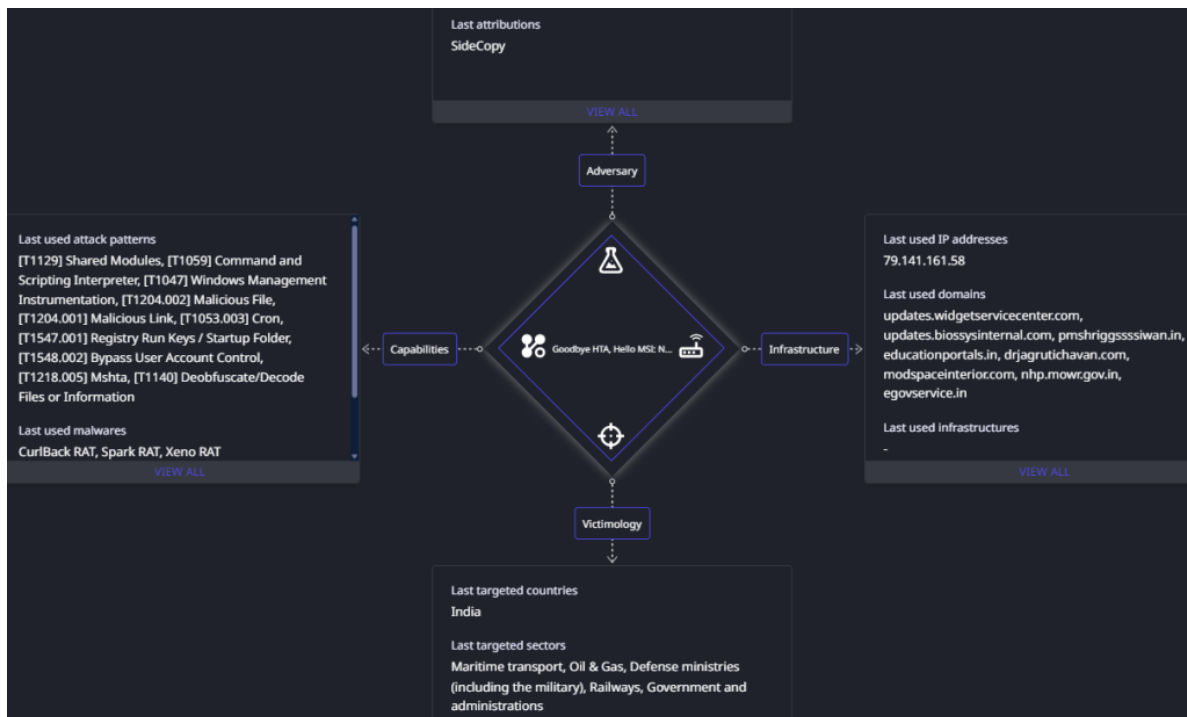 Last attributions
SideCopy
VIEW ALL
Adversary
Last used attack patterns
[T1129] Shared Modules, [T1059] Command and
Scripting Interpreter, [T1047] Windows Management
Instrumentation, [T1204.002] Malicious File,
[T1204.001] Malicious Link, [T1053.003] Cron,
[T1547.001] Registry Run Keys / Startup Folder,
[T1548.002] Bypass User Account Control,
[T1218.005] Mshta, [T1140] Deobfuscate/Decode
Files or Information
Last used malwares
CurlBack RAT, Spark RAT, Xeno RAT
VIEW ALL
Capabilities
Goodbye HTA, Hello MSI: N...
Infrastructure
Last used IP addresses
79.141.161.58
Last used domains
updates.widgetservicecenter.com,
updates.biossysinternal.com, pmshriggssssiwan.in,
educationportals.in, drjagrutichavan.com,
modspaceinterior.com, nhp.mowr.gov.in,
egovservice.in
Last used infrastructures
-
VIEW ALL
Victimology
Last targeted countries
India
Last targeted sectors
Maritime transport, Oil & Gas, Defense ministries
(including the military), Railways, Government and
administrations